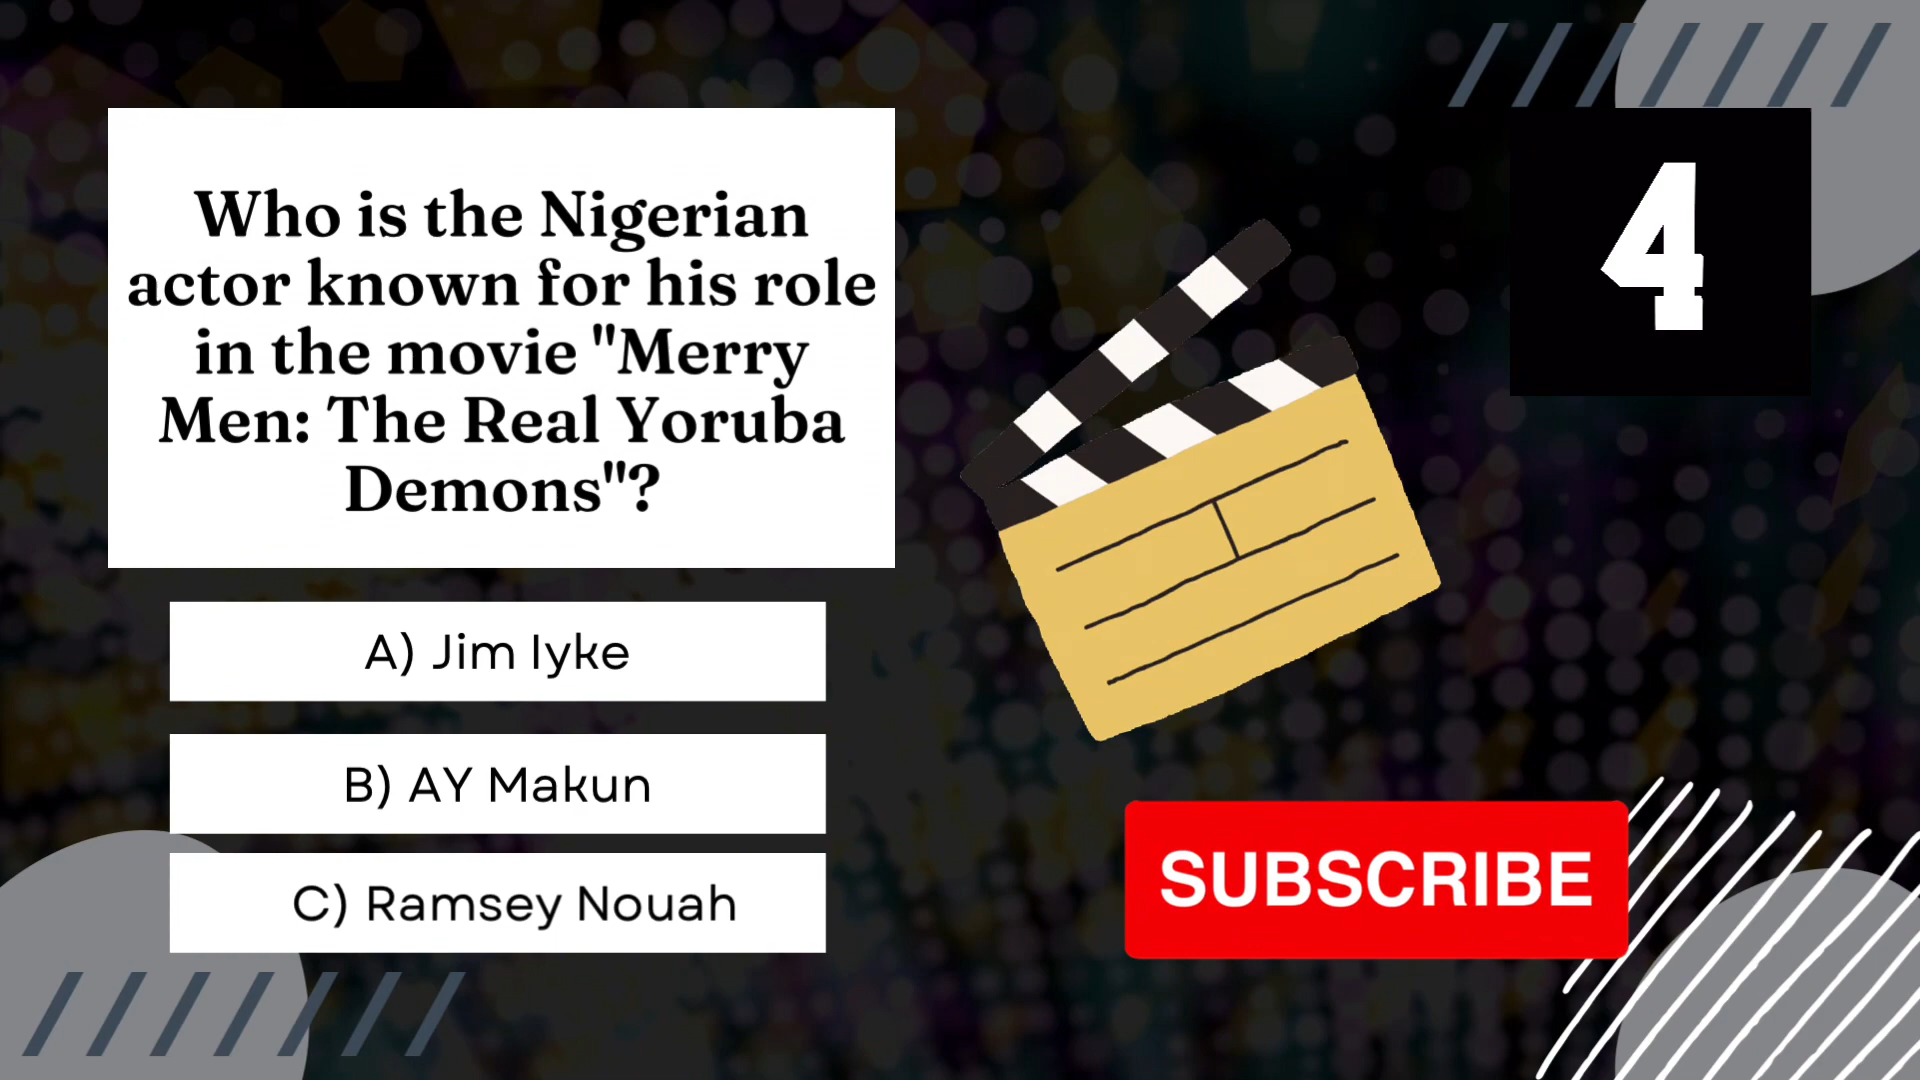 Who is the Nigerian
actor known for his role
in the movie "Merry
Men: The Real Yoruba
Demons"?
4
A) Jim Iyke
B) AY Makun
C) Ramsey Nouah
SUBSCRIBE